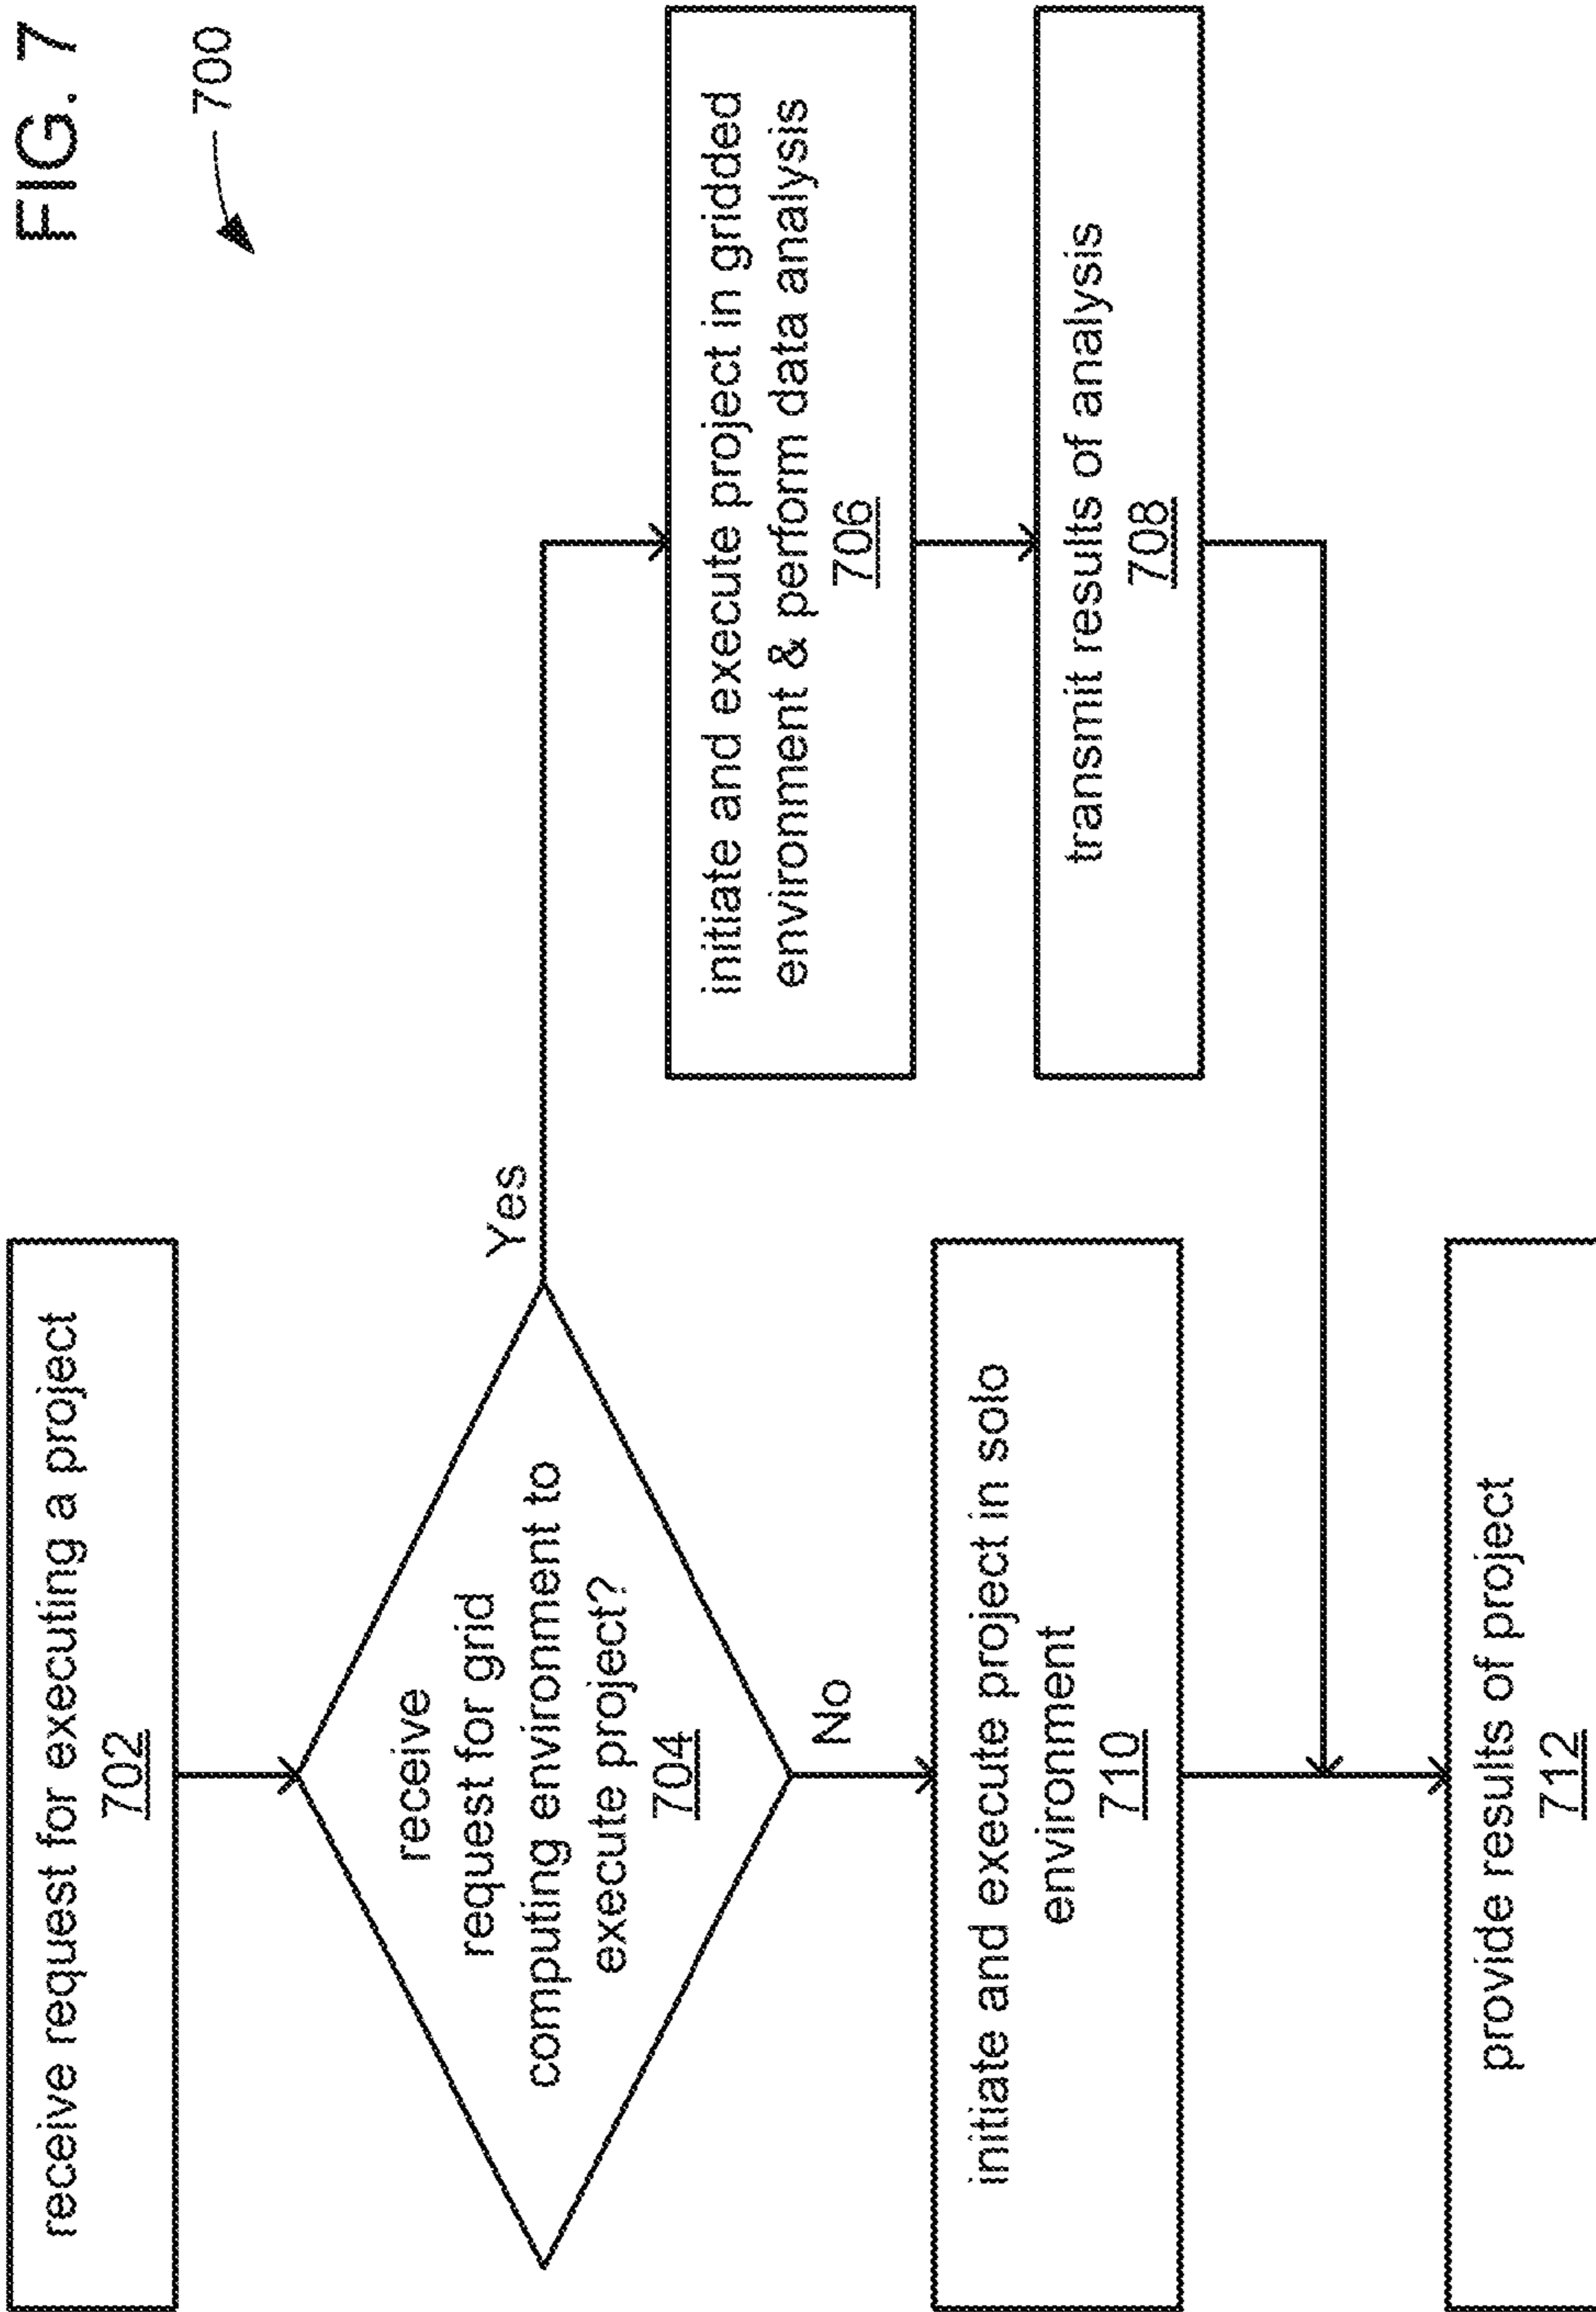 FIG. 7
700
receive request for executing a project
702
receive
request for grid
computing environment to
execute project?
704
Yes
No
initiate and execute project in gridded
environment & perform data analysis
706
transmit results of analysis
708
initiate and execute project in solo
environment
710
provide results of project
712